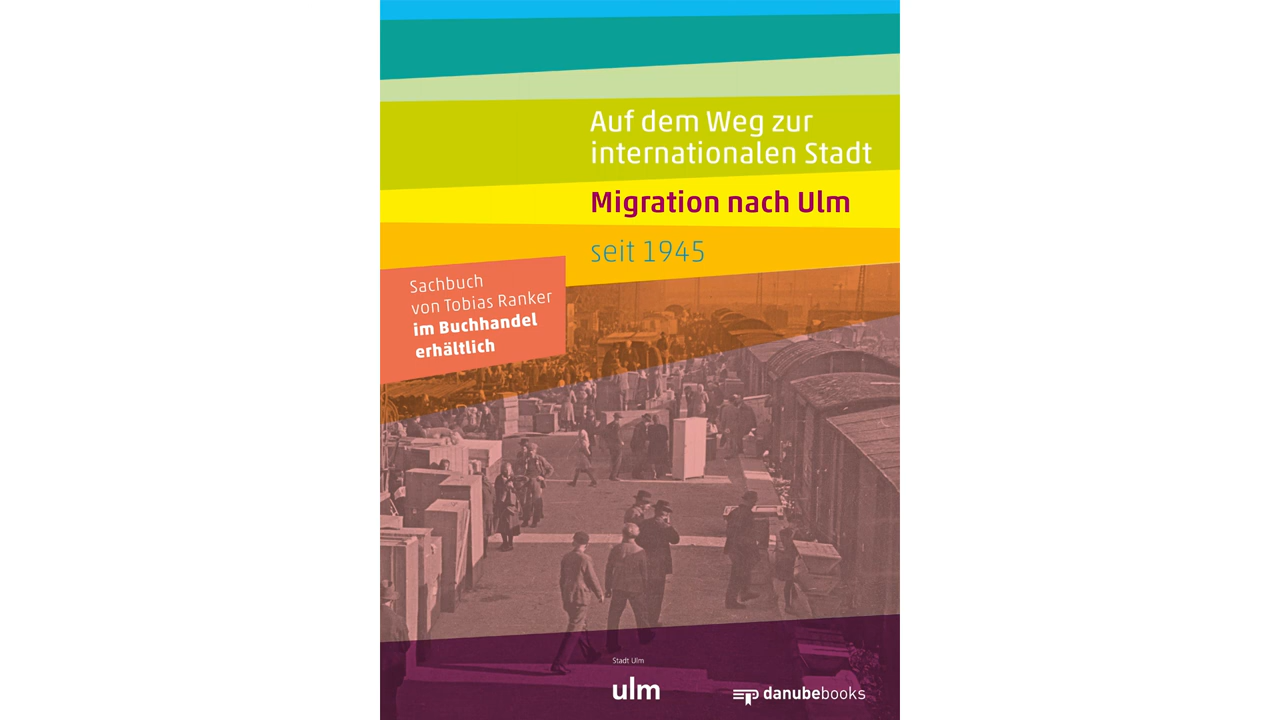 Auf dem Weg zur
internationalen Stadt
Migration nach Ulm
seit 1945
Sachbuch
von Tobias Ranker
im Buchhandel
erhältlich
Stadt Ulm
ulm
danubebooks